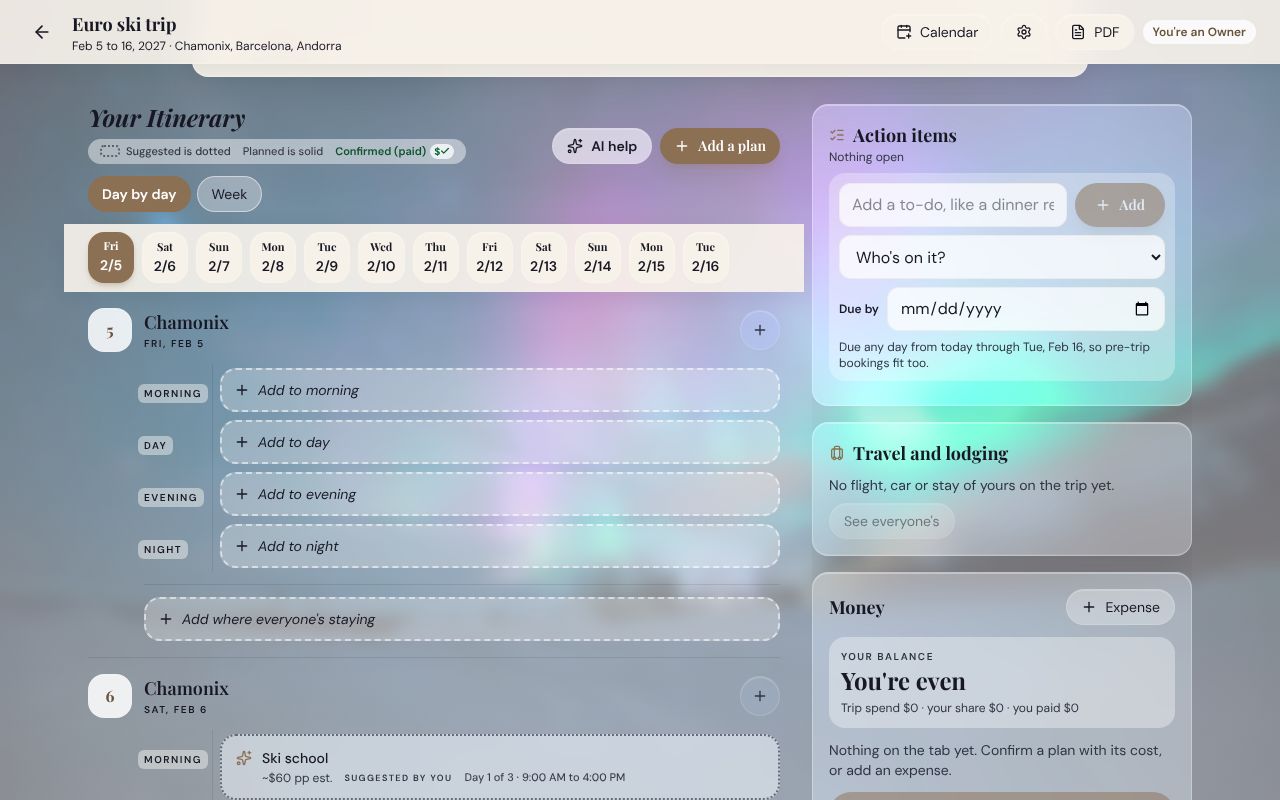 Euro ski trip
Feb 5 to 16, 2027 · Chamonix, Barcelona, Andorra
Calendar
PDF
You're an Owner
Your Itinerary
Suggested is dotted Planned is solid Confirmed (paid) $✓
AI help
+ Add a plan
Day by day
Week
Fri 2/5
Sat 2/6
Sun 2/7
Mon 2/8
Tue 2/9
Wed 2/10
Thu 2/11
Fri 2/12
Sat 2/13
Sun 2/14
Mon 2/15
Tue 2/16
5
Chamonix
FRI, FEB 5
+
MORNING
+ Add to morning
DAY
+ Add to day
EVENING
+ Add to evening
NIGHT
+ Add to night
+ Add where everyone's staying
6
Chamonix
SAT, FEB 6
+
MORNING
Ski school
~$60 pp est. SUGGESTED BY YOU Day 1 of 3 · 9:00 AM to 4:00 PM
Action items
Nothing open
Add a to-do, like a dinner re
+ Add
Who's on it?
Due by mm/dd/yyyy
Due any day from today through Tue, Feb 16, so pre-trip
bookings fit too.
Travel and lodging
No flight, car or stay of yours on the trip yet.
See everyone's
Money
+ Expense
YOUR BALANCE
You're even
Trip spend $0 · your share $0 · you paid $0
Nothing on the tab yet. Confirm a plan with its cost,
or add an expense.